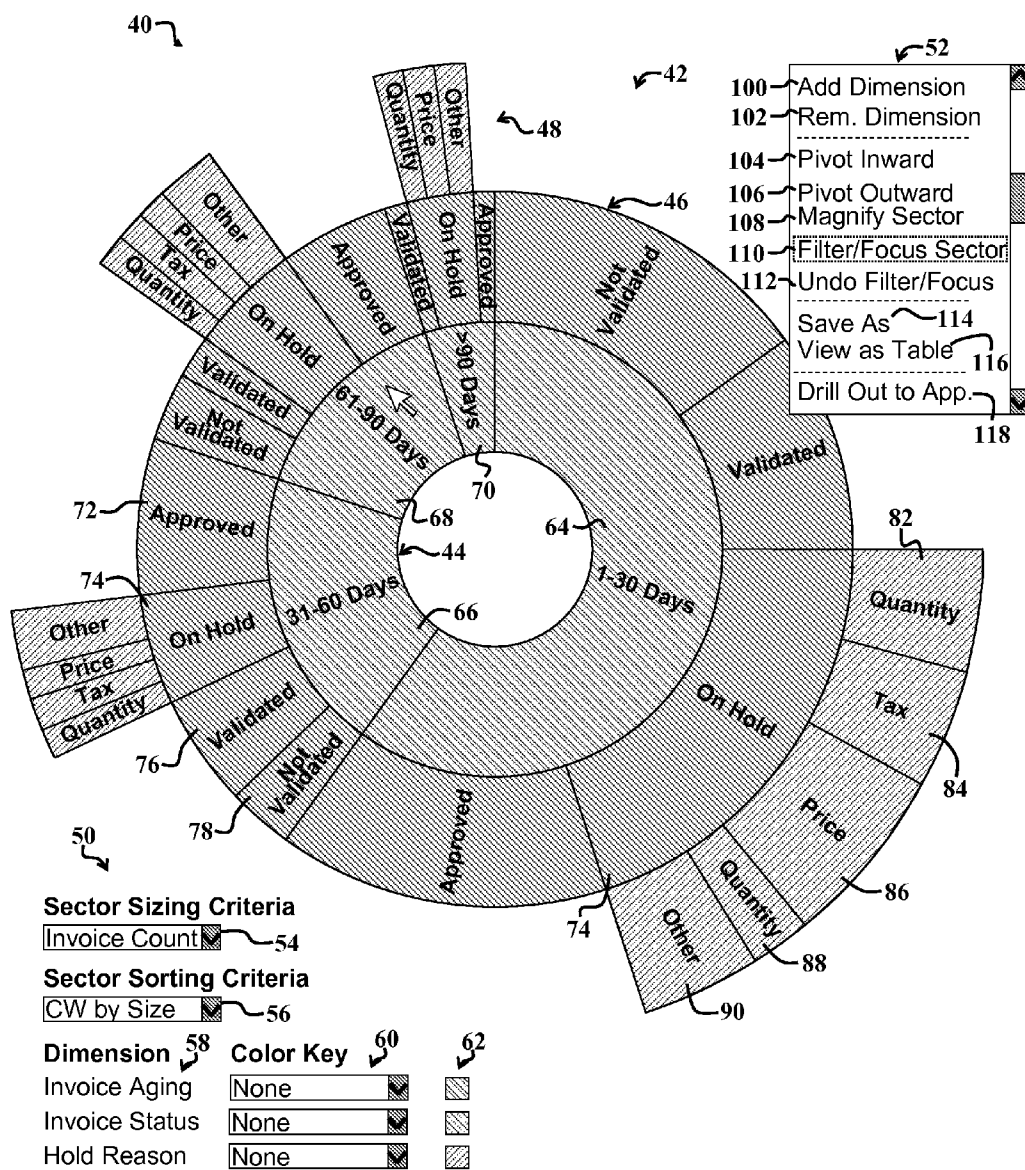 40
42
52
48
46
100 Add Dimension
102 Rem. Dimension
104 Pivot Inward
106 Pivot Outward
108 Magnify Sector
110 Filter/Focus Sector
112 Undo Filter/Focus
Save As 114
View as Table 116
Drill Out to App.
118
Quantity
Price
Other
Validated
On Hold
Approved
>90 Days
70
Not
Validated
Validated
Other
Price
Tax
Quantity
Approved
On Hold
Validated
Not
Validated
61-90 Days
68
72
Approved
44
64
1-30 Days
82
Quantity
Tax
84
Price
86
Quantity
88
Other
90
On Hold
74
Approved
31-60 Days
66
74
On Hold
Other
Price
Tax
Quantity
Validated
76
Not
Validated
78
50
Sector Sizing Criteria
Invoice Count 54
Sector Sorting Criteria
CW by Size 56
Dimension 58 Color Key 60 62
Invoice Aging None
Invoice Status None
Hold Reason None